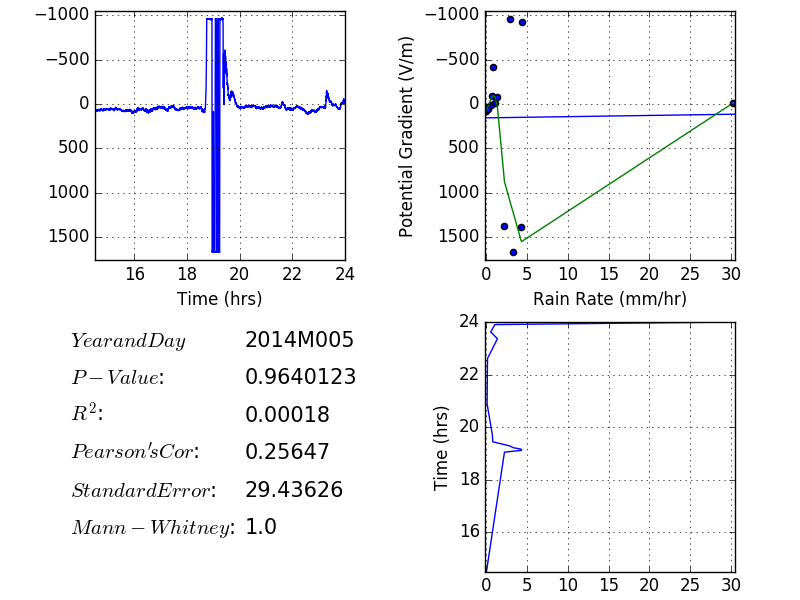 −1000
−500
0
500
1000
1500
16 18 20 22 24
Time (hrs)
Potential Gradient (V/m)
−1000
−500
0
500
1000
1500
0 5 10 15 20 25 30
Rain Rate (mm/hr)
YearandDay 2014M005
P−Value: 0.9640123
R²: 0.00018
Pearson'sCor: 0.25647
StandardError: 29.43626
Mann−Whitney: 1.0
Time (hrs)
24
22
20
18
16
0 5 10 15 20 25 30